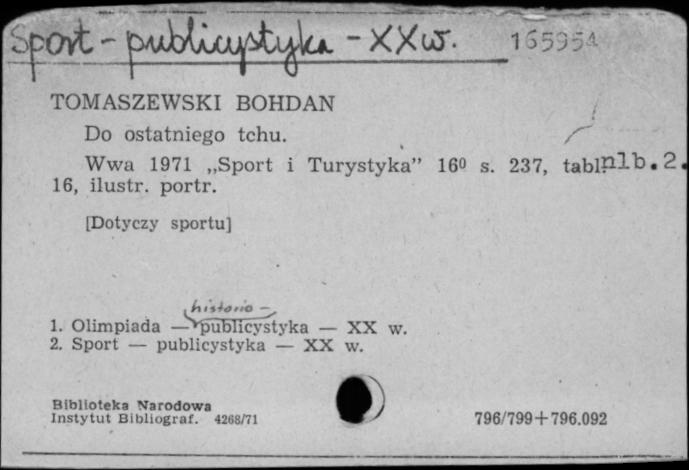 Sport - publicystyka - XX w. 165954
TOMASZEWSKI BOHDAN
Do ostatniego tchu.
Wwa 1971 „Sport i Turystyka” 16⁰ s. 237, tabl. nlb. 2.
16, ilustr. portr.
[Dotyczy sportu]
historia -
1. Olimpiada — publicystyka — XX w.
2. Sport — publicystyka — XX w.
Biblioteka Narodowa
Instytut Bibliograf. 4268/71 796/799+796.092